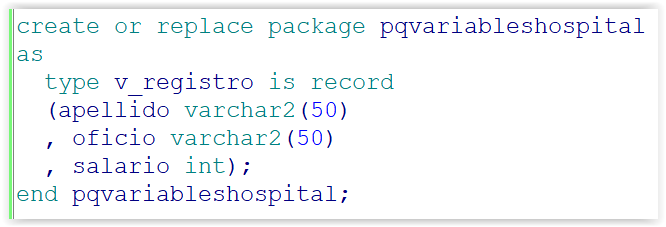 create or replace package pqvariableshospital
as
  type v_registro is record
  (apellido varchar2(50)
  , oficio varchar2(50)
  , salario int);
end pqvariableshospital;